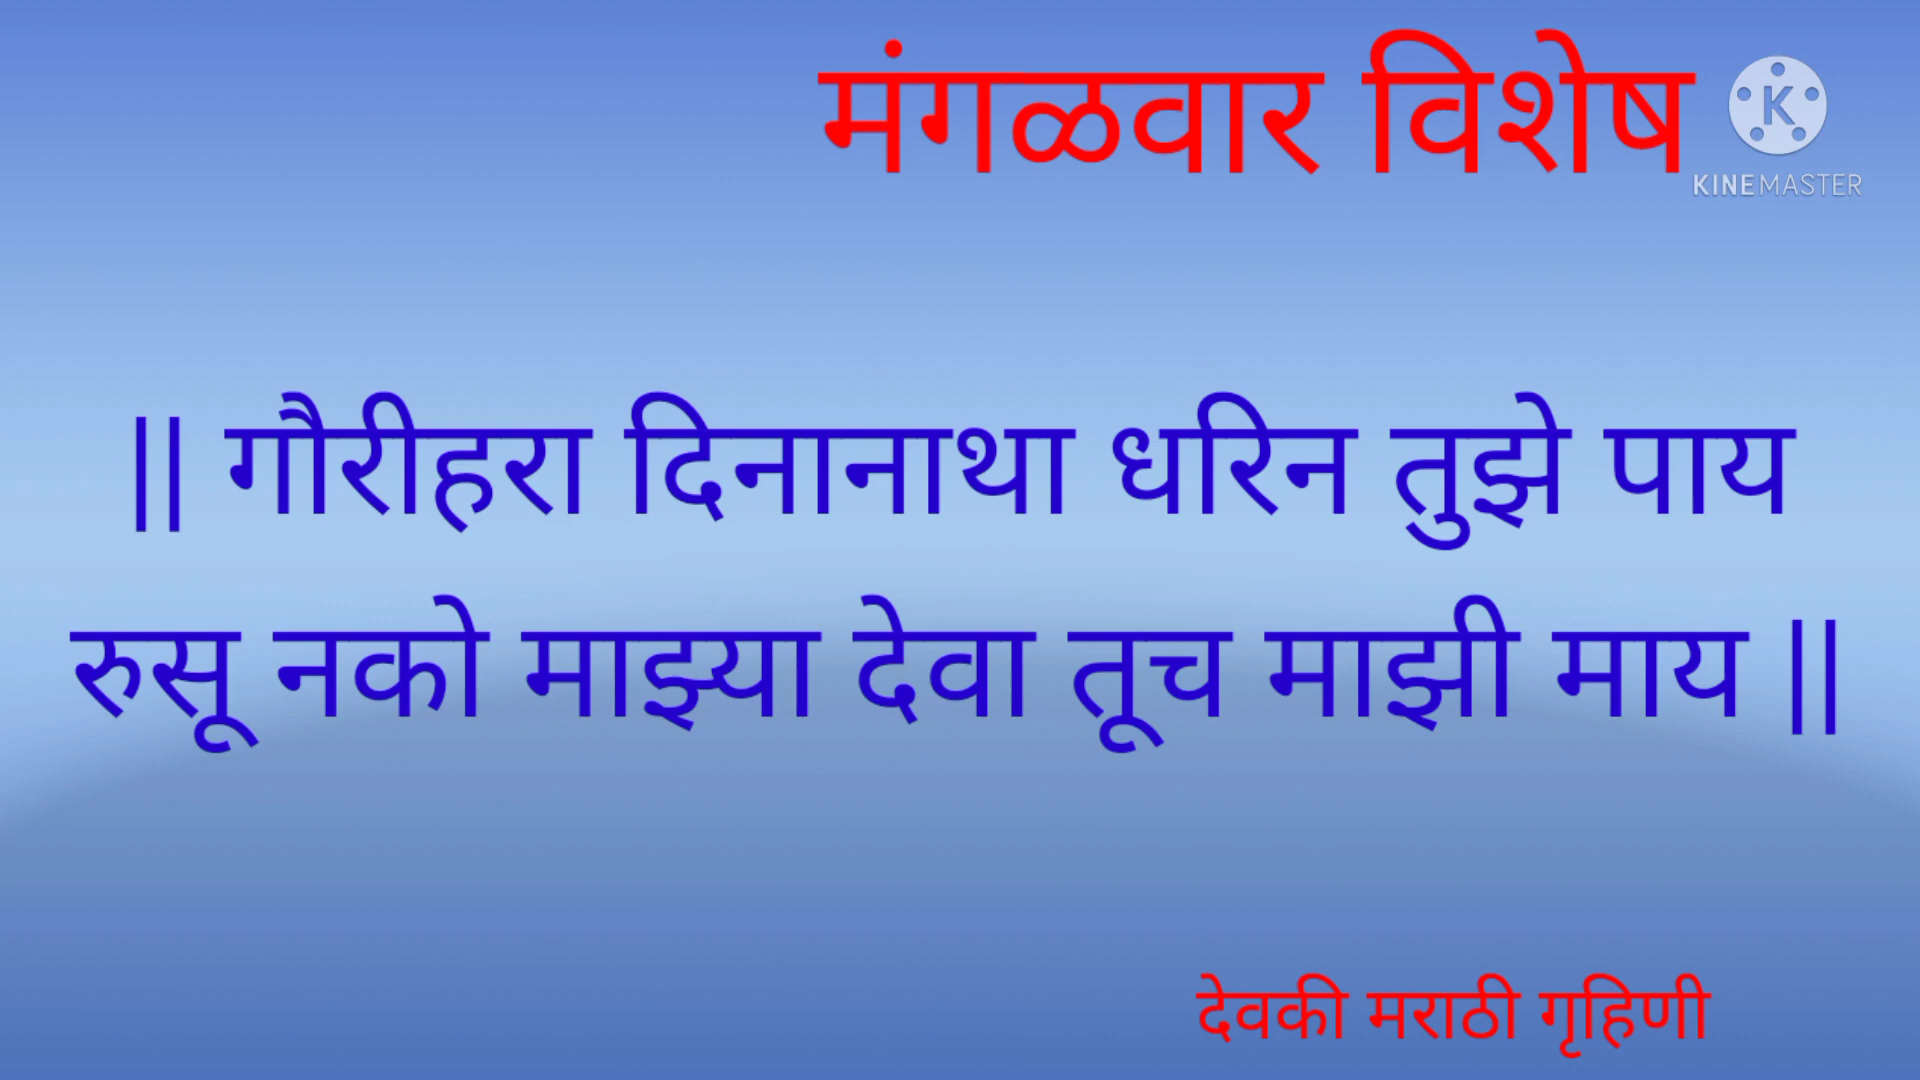 मंगळवार विशेष
KINEMASTER
|| गौरीहरा दिनानाथा धरिन तुझे पाय
रुसू नको माझ्या देवा तूच माझी माय ||
देवकी मराठी गृहिणी